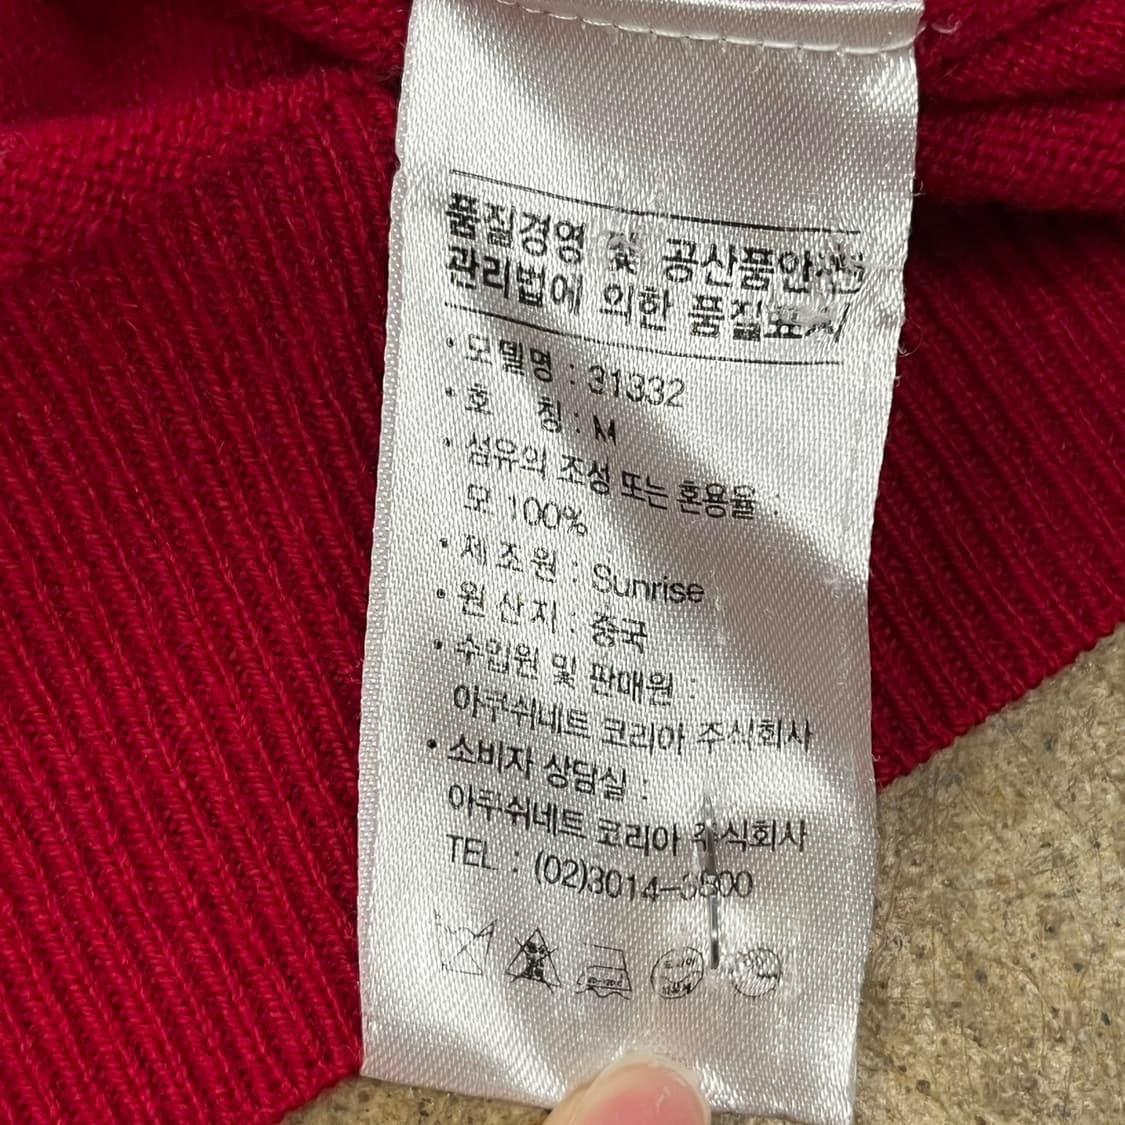 품질경영 및 공산품안전
관리법에 의한 품질표시
· 모델명 : 31332
· 호 칭 : M
· 섬유의 조성 또는 혼용율 :
모 100%
· 제조원 : Sunrise
· 원산지 : 중국
· 수입원 및 판매원 :
아쿠쉬네트 코리아 주식회사
· 소비자 상담실 :
아쿠쉬네트 코리아 주식회사
TEL : (02)3014-